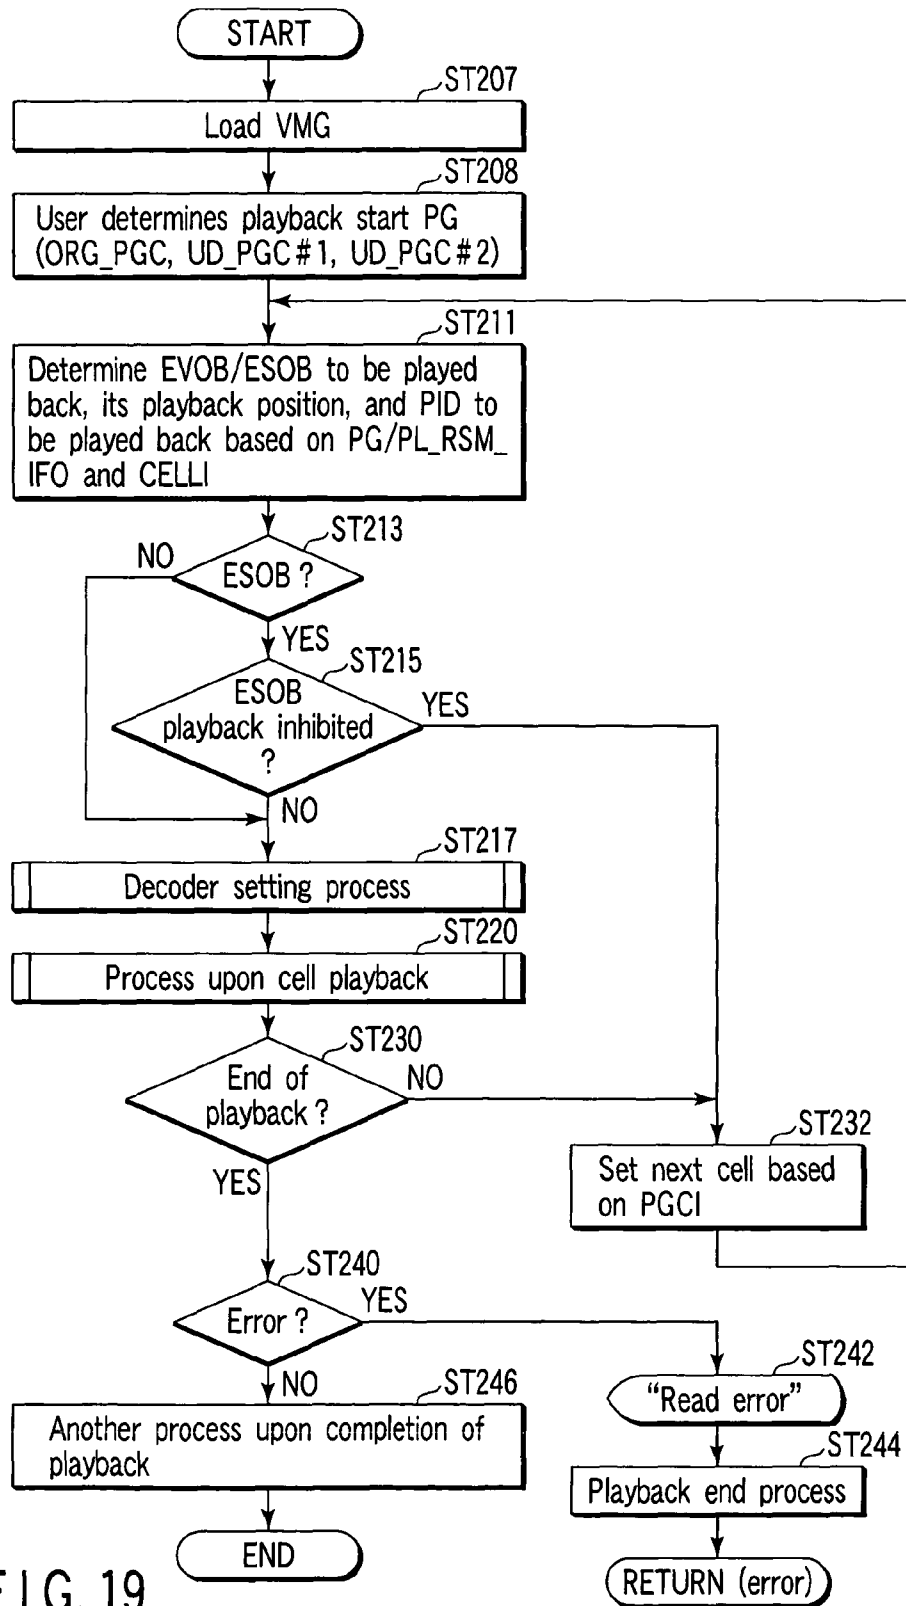 START
ST207
Load VMG
ST208
User determines playback start PG
(ORG_PGC, UD_PGC#1, UD_PGC#2)
ST211
Determine EVOB/ESOB to be played
back, its playback position, and PID to
be played back based on PG/PL_RSM_
IFO and CELLI
ST213
NO
ESOB ?
YES
ST215
ESOB
playback inhibited
?
YES
NO
ST217
Decoder setting process
ST220
Process upon cell playback
ST230
End of
playback ?
NO
YES
ST232
Set next cell based
on PGCI
ST240
Error ?
YES
NO
ST242
"Read error"
ST246
Another process upon completion of
playback
ST244
Playback end process
END
RETURN (error)
FIG. 19